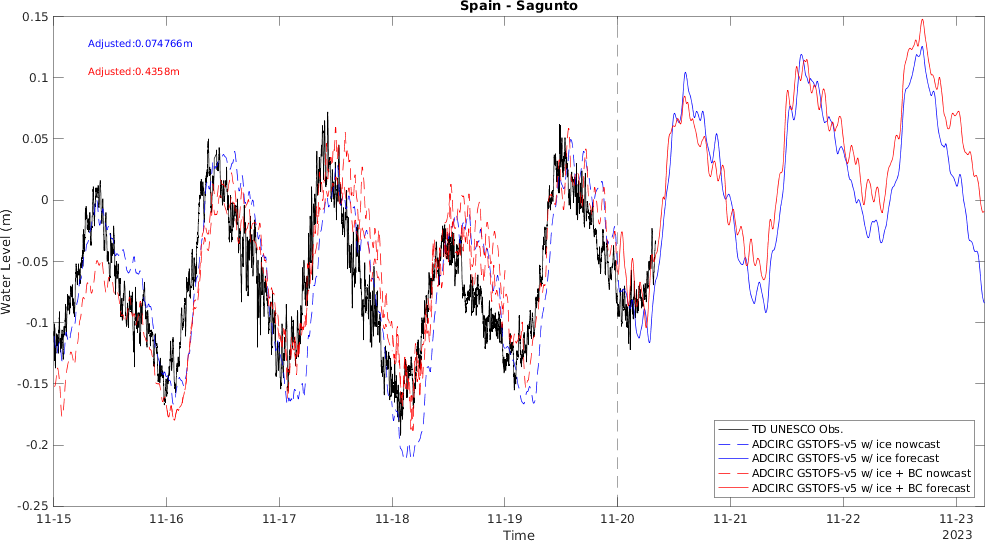 Spain - Sagunto
0.15
0.1
0.05
0
-0.05
-0.1
-0.15
-0.2
-0.25
Water Level (m)
Adjusted:0.074766m
Adjusted:0.4358m
TD UNESCO Obs.
ADCIRC GSTOFS-v5 w/ ice nowcast
ADCIRC GSTOFS-v5 w/ ice forecast
ADCIRC GSTOFS-v5 w/ ice + BC nowcast
ADCIRC GSTOFS-v5 w/ ice + BC forecast
11-15 11-16 11-17 11-18 11-19 11-20 11-21 11-22 11-23
2023
Time